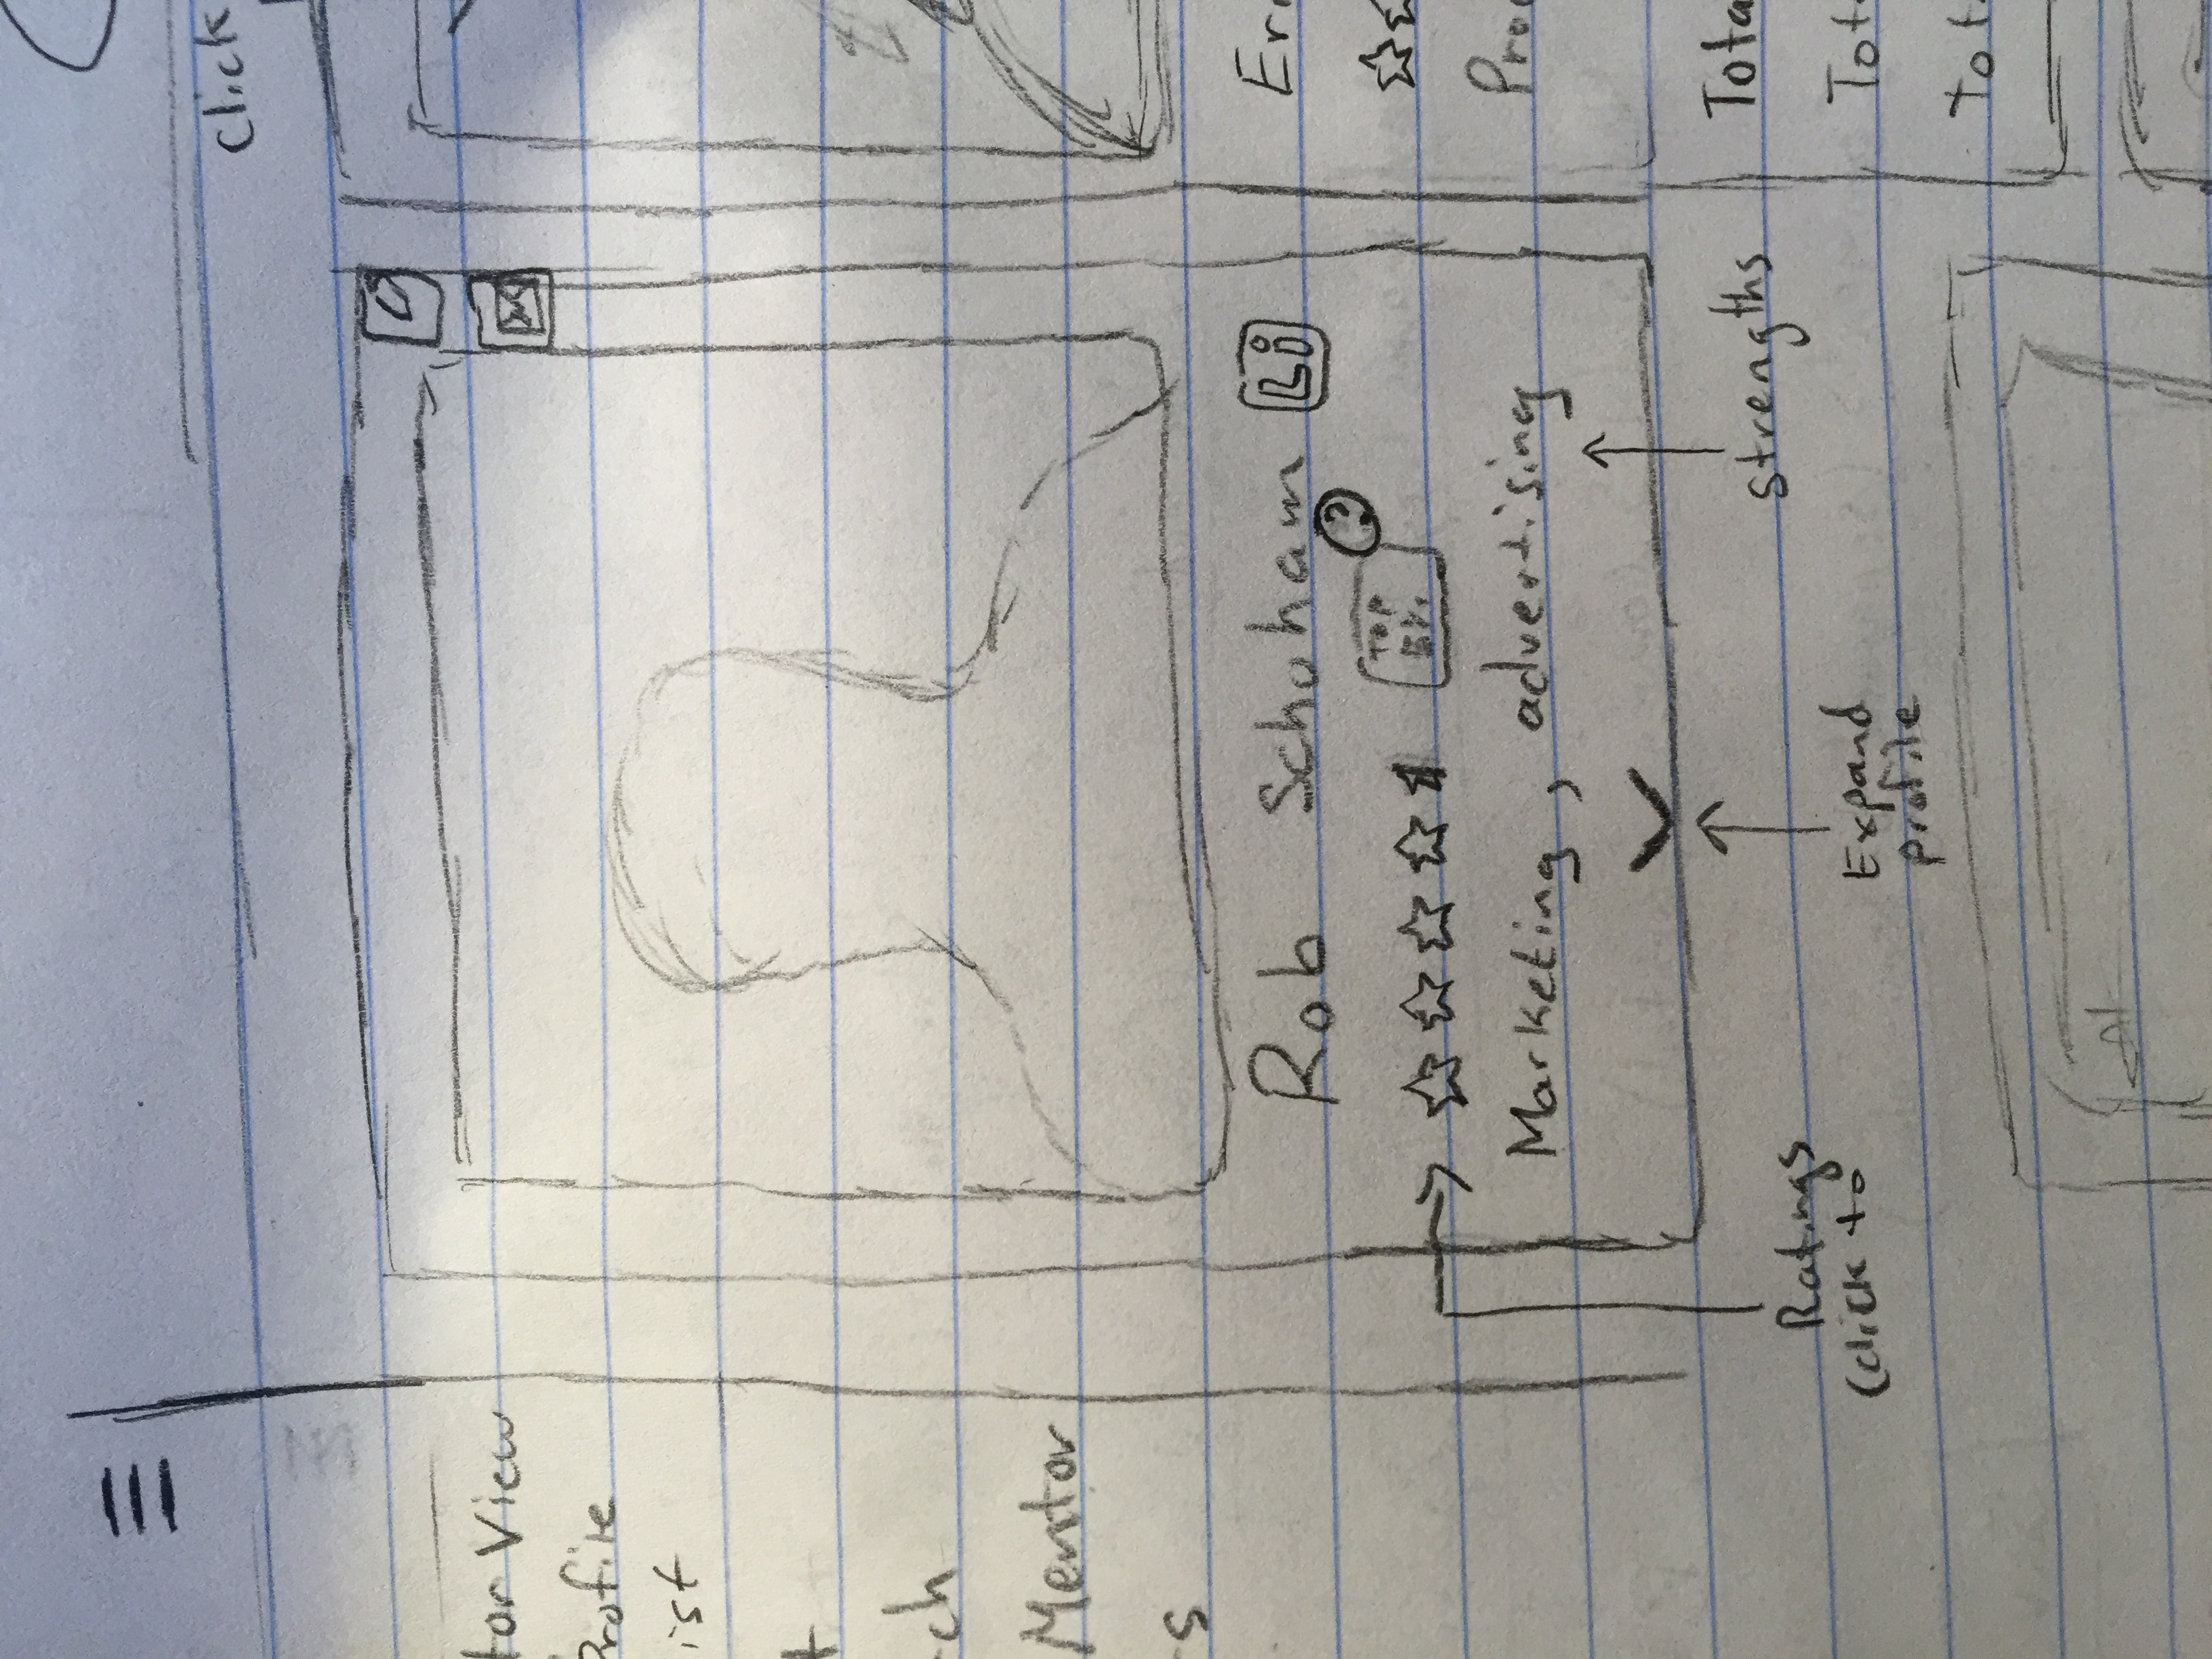 Click
tor View
Profile
ist
t
ch
Mentor
s
Rob Schoham Li
?
TOP
Marketing, advertising
strengths
Ratings
(click to
Expand
profile
Er
Pro
Tota
Tot
Tot